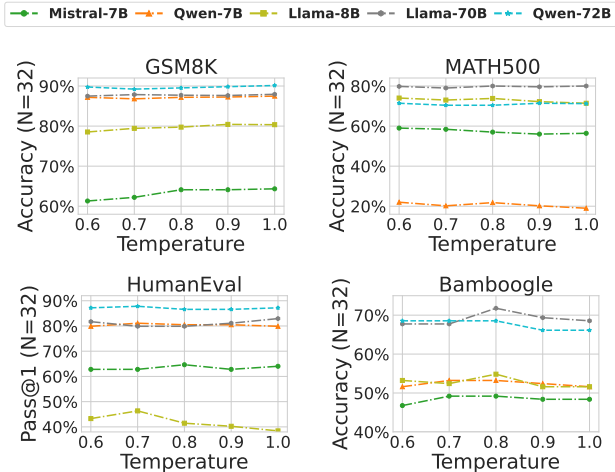 Mistral-7B Qwen-7B Llama-8B Llama-70B Qwen-72B
GSM8K
Accuracy (N=32)
90%
80%
70%
60%
0.6 0.7 0.8 0.9 1.0
Temperature
MATH500
Accuracy (N=32)
80%
60%
40%
20%
0.6 0.7 0.8 0.9 1.0
Temperature
HumanEval
Pass@1 (N=32)
90%
80%
70%
60%
50%
40%
0.6 0.7 0.8 0.9 1.0
Temperature
Bamboogle
Accuracy (N=32)
70%
60%
50%
40%
0.6 0.7 0.8 0.9 1.0
Temperature